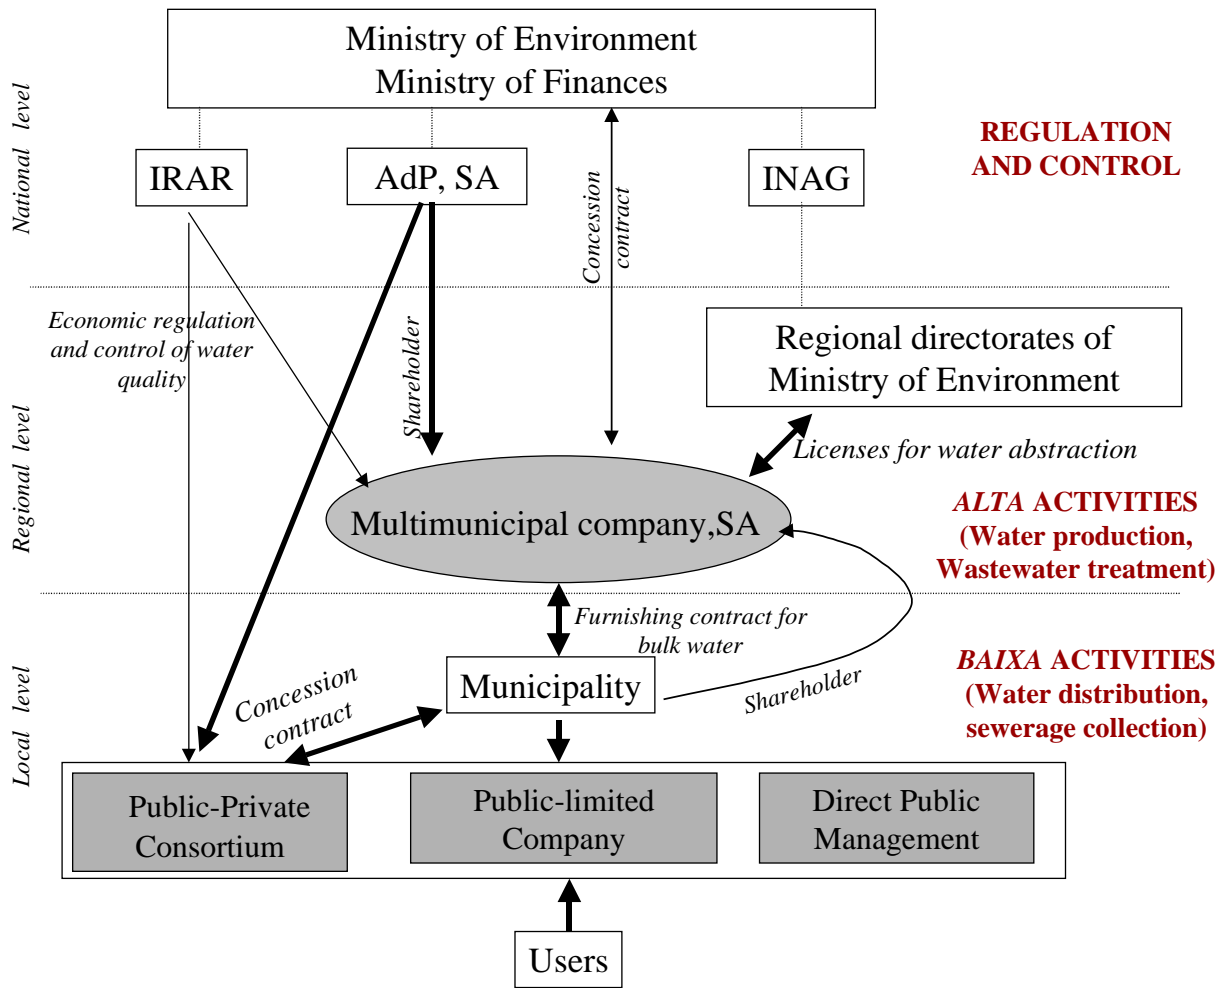 Ministry of Environment
Ministry of Finances
National level
REGULATION
AND CONTROL
IRAR
AdP, SA
INAG
Concession
contract
Economic regulation
and control of water
quality
Shareholder
Regional directorates of
Ministry of Environment
Regional level
Licenses for water abstraction
Multimunicipal company,SA
ALTA ACTIVITIES
(Water production,
Wastewater treatment)
Furnishing contract for
bulk water
Local level
Concession
contract
Municipality
Shareholder
BAIXA ACTIVITIES
(Water distribution,
sewerage collection)
Public-Private
Consortium
Public-limited
Company
Direct Public
Management
Users